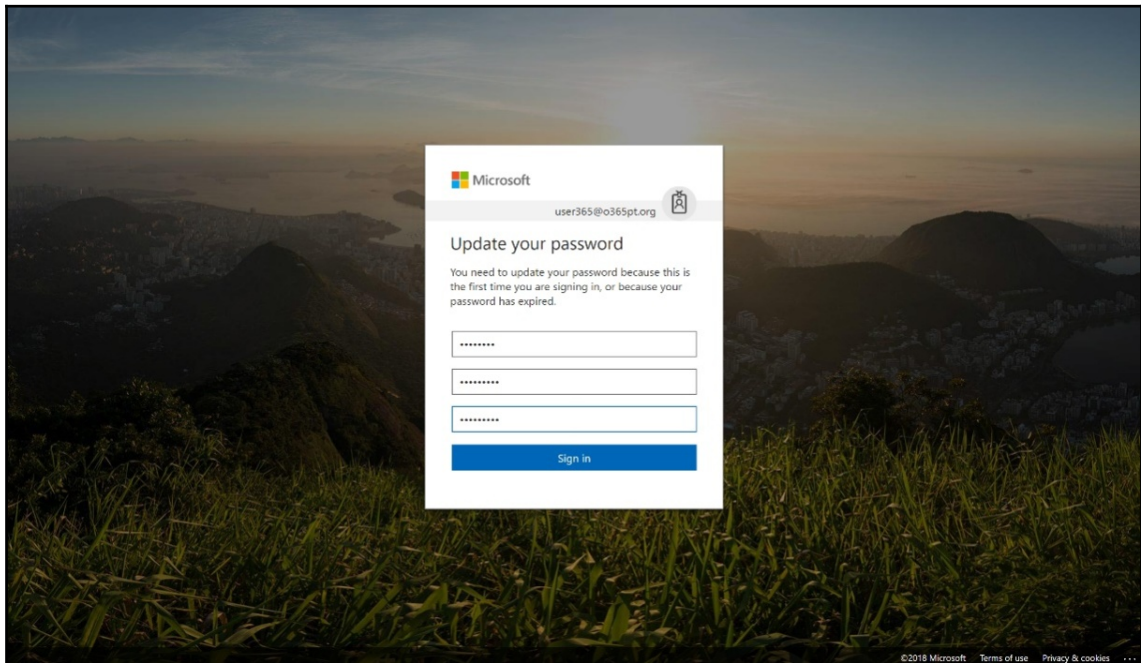 Microsoft
user365@o365pt.org
Update your password
You need to update your password because this is
the first time you are signing in, or because your
password has expired.
••••••••
•••••••••
•••••••••
Sign in
©2018 Microsoft Terms of use Privacy & cookies ...